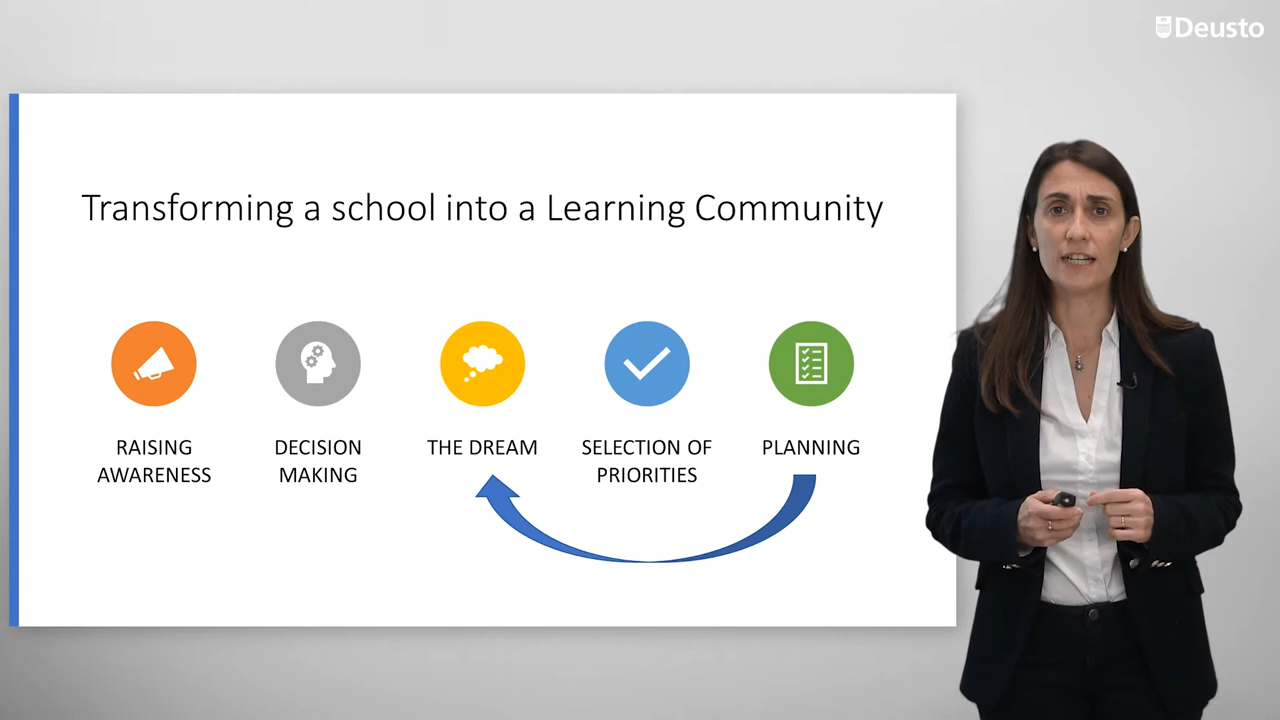 Deusto
Transforming a school into a Learning Community
RAISING
AWARENESS
DECISION
MAKING
THE DREAM
SELECTION OF
PRIORITIES
PLANNING